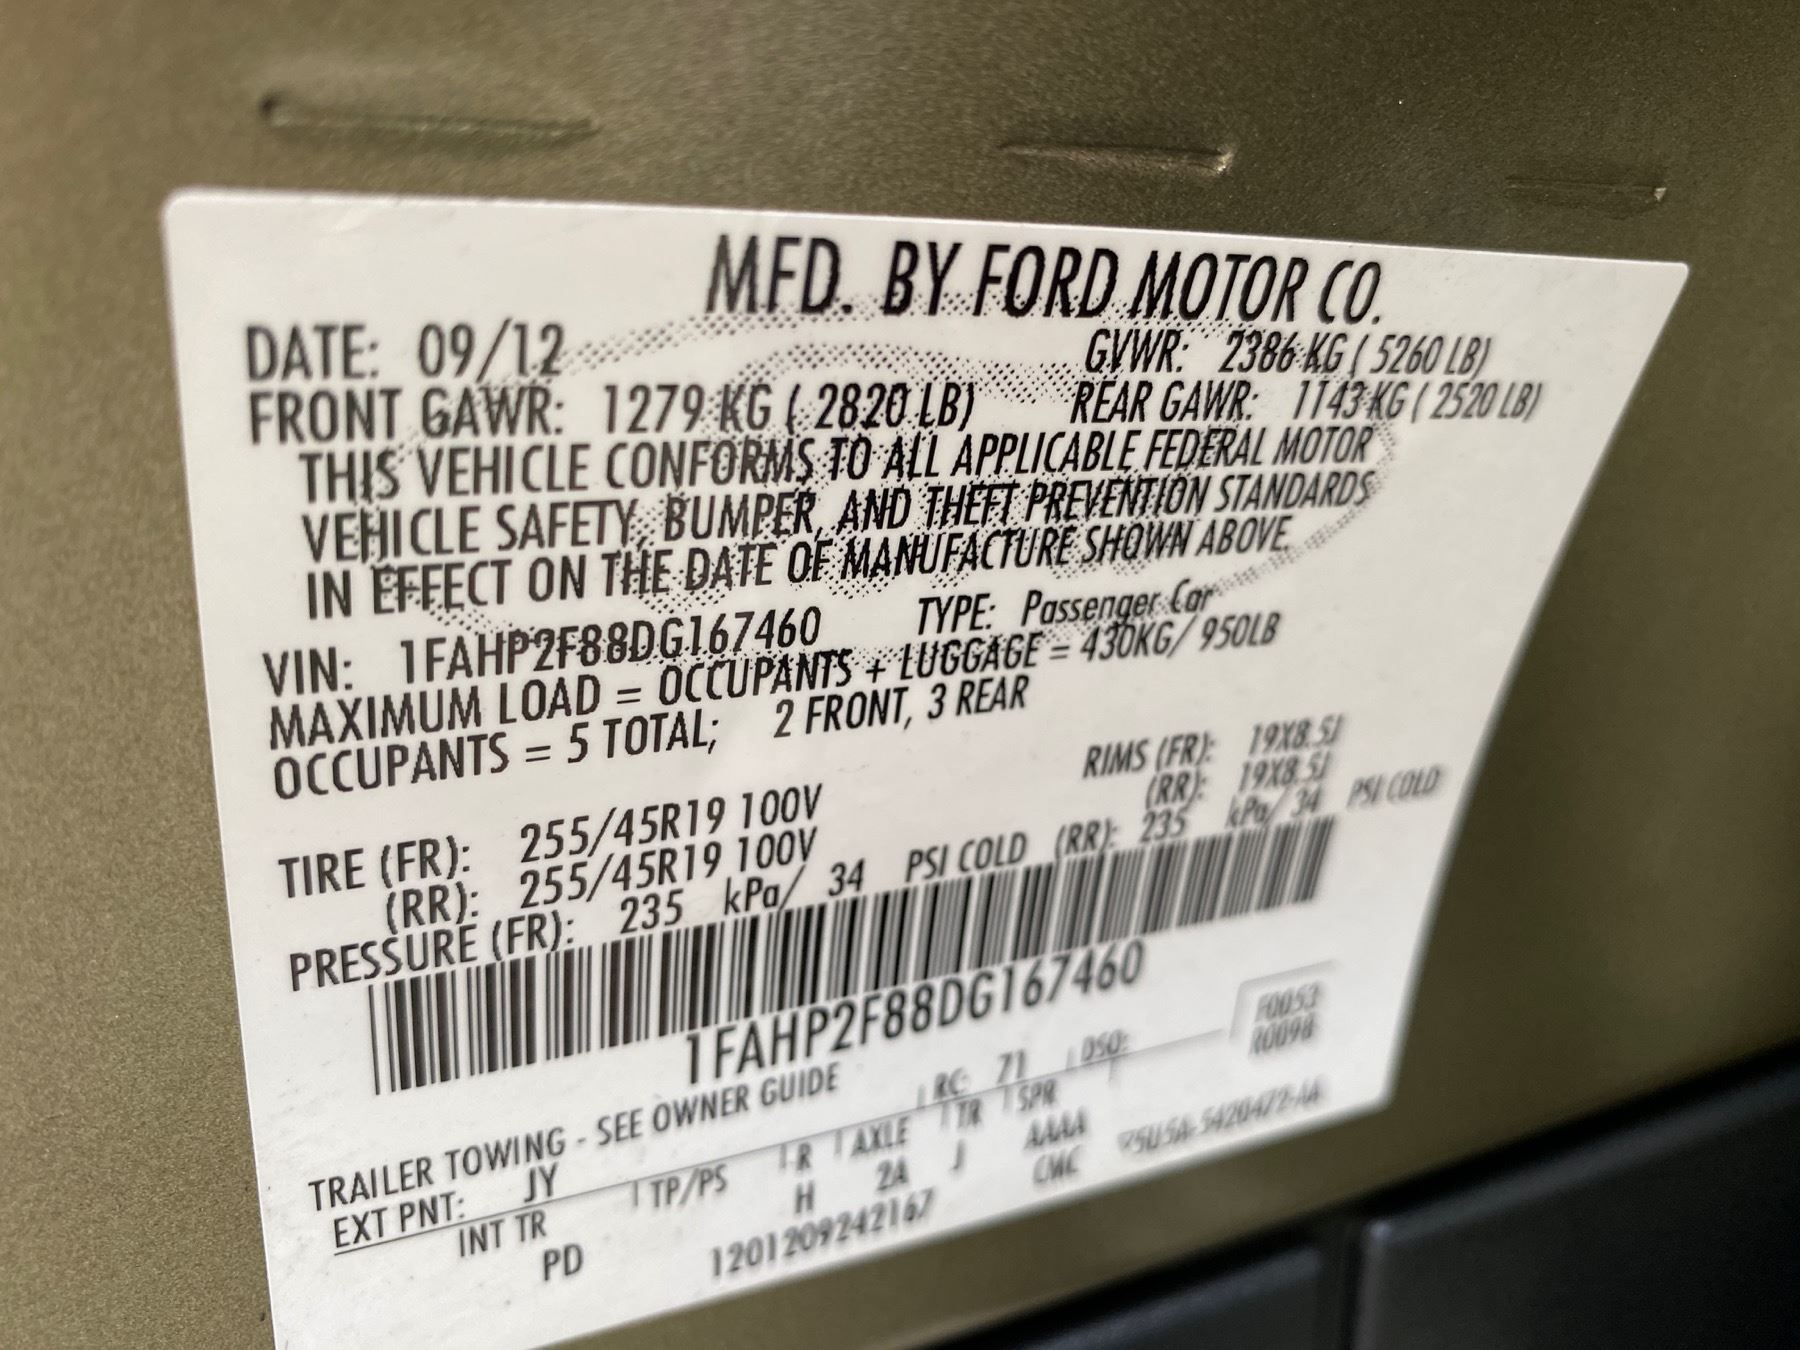 MFD. BY FORD MOTOR CO.
DATE: 09/12 GVWR: 2386 KG ( 5260 LB)
FRONT GAWR: 1279 KG ( 2820 LB) REAR GAWR: 1143 KG ( 2520 LB)
THIS VEHICLE CONFORMS TO ALL APPLICABLE FEDERAL MOTOR
VEHICLE SAFETY, BUMPER, AND THEFT PREVENTION STANDARDS
IN EFFECT ON THE DATE OF MANUFACTURE SHOWN ABOVE.
VIN: 1FAHP2F88DG167460 TYPE: Passenger Car
MAXIMUM LOAD = OCCUPANTS + LUGGAGE = 430KG/ 950LB
OCCUPANTS = 5 TOTAL; 2 FRONT, 3 REAR
TIRE (FR): 255/45R19 100V RIMS (FR): 19X8.5J
(RR): 255/45R19 100V (RR): 19X8.5J
PRESSURE (FR): 235 kPa/ 34 PSI COLD (RR): 235 kPa/ 34 PSI COLD
1FAHP2F88DG167460
F0053
R0098
TRAILER TOWING - SEE OWNER GUIDE
EXT PNT: JY RC: 71 DSO:
INT TR TP/PS R AXLE TR SPR
PD H 2A J AAAA
1201209242167 CMC